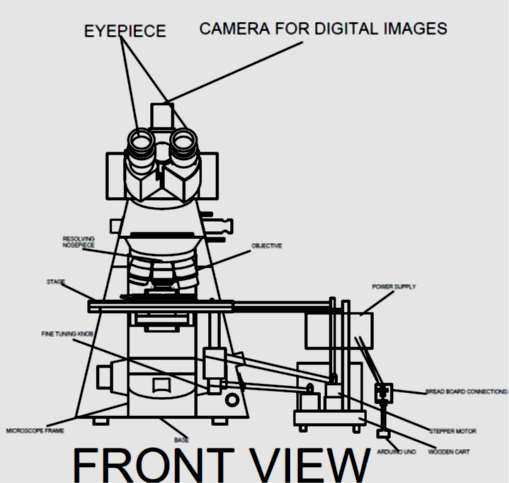 EYEPIECE
CAMERA FOR DIGITAL IMAGES
RESOLVING
NOSEPIECE
OBJECTIVE
STAGE
POWER SUPPLY
FINE TUNING KNOB
BREAD BOARD CONNECTIONS
MICROSCOPE FRAME
BASE
STEPPER MOTOR
ARDUINO UNO
WOODEN CART
FRONT VIEW